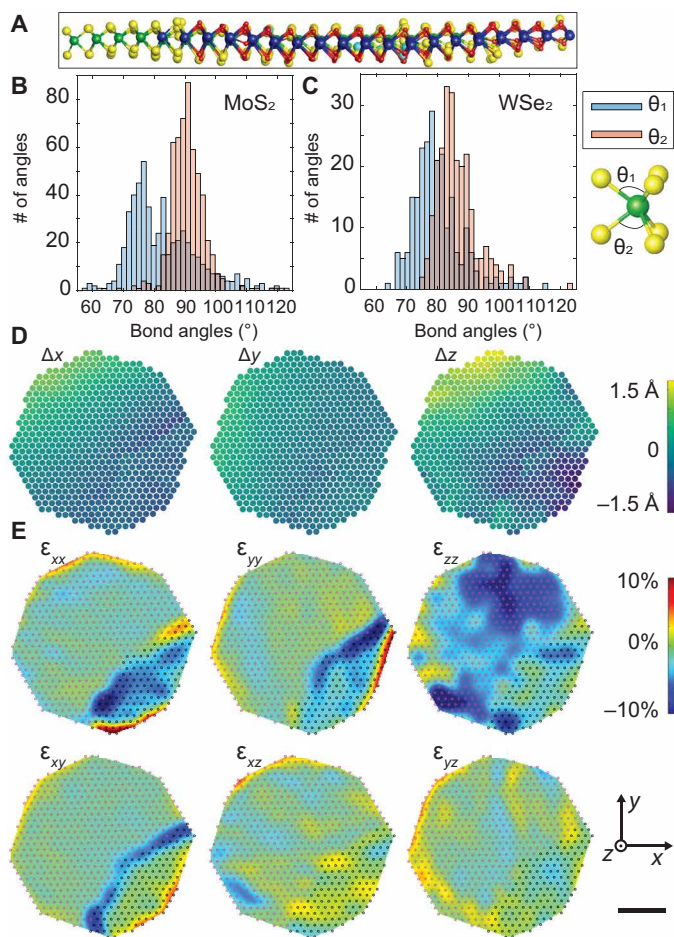 A
B
MoS₂
# of angles
80
60
40
20
0
60 70 80 90 100 110 120
Bond angles (°)
C
WSe₂
# of angles
30
20
10
0
60 70 80 90 100 110 120
Bond angles (°)
θ₁
θ₂
θ₁
θ₂
D
Δx
Δy
Δz
1.5 Å
0
–1.5 Å
E
εxx
εyy
εzz
10%
0%
–10%
εxy
εxz
εyz
y
z
x